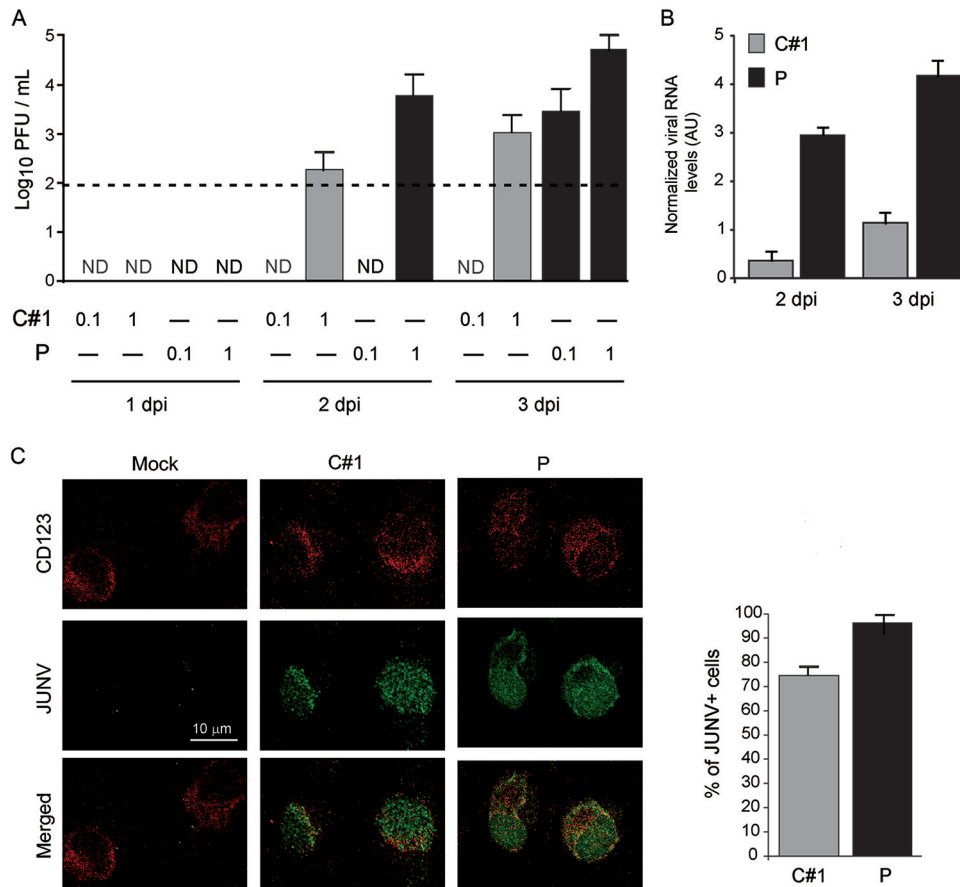 A
Log10 PFU / mL
5
4
3
2
1
0
ND ND ND ND ND ND ND
C#1 0.1 1 — — 0.1 1 — — 0.1 1 — —
P — — 0.1 1 — — 0.1 1 — — 0.1 1
1 dpi 2 dpi 3 dpi
B
Normalized viral RNA
levels (AU)
5
4
3
2
1
0
C#1
P
2 dpi 3 dpi
C
Mock C#1 P
CD123
JUNV
10 μm
Merged
% of JUNV+ cells
100
90
80
70
60
50
40
30
20
10
0
C#1 P